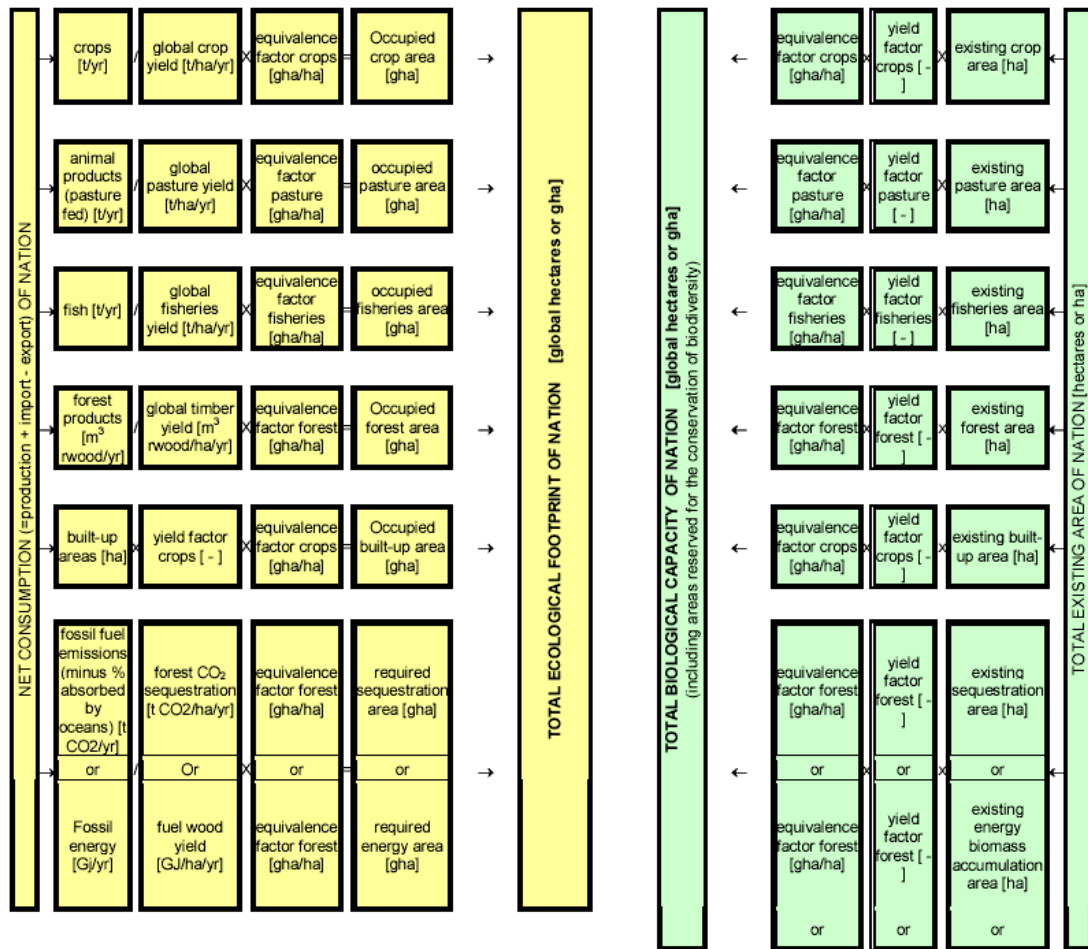 NET CONSUMPTION (=production + import - export) OF NATION
crops
[t/yr]
/
global crop
yield [t/ha/yr]
X
equivalence
factor crops
[gha/ha]
=
Occupied
crop area
[gha]
→
animal
products
(pasture
fed) [t/yr]
/
global
pasture yield
[t/ha/yr]
X
equivalence
factor
pasture
[gha/ha]
=
occupied
pasture area
[gha]
→
fish [t/yr]
/
global
fisheries
yield [t/ha/yr]
X
equivalence
factor
fisheries
[gha/ha]
=
occupied
fisheries area
[gha]
→
forest
products
[m³
rwood/yr]
/
global timber
yield [m³
rwood/ha/yr]
X
equivalence
factor forest
[gha/ha]
=
Occupied
forest area
[gha]
→
built-up
areas [ha]
x
yield factor
crops [ - ]
X
equivalence
factor crops
[gha/ha]
=
Occupied
built-up area
[gha]
→
fossil fuel
emissions
(minus %
absorbed
by
oceans) [t
CO2/yr]
forest CO₂
sequestration
[t CO2/ha/yr]
equivalence
factor forest
[gha/ha]
required
sequestration
area [gha]
or
/
Or
X
or
=
or
→
Fossil
energy
[Gj/yr]
fuel wood
yield
[GJ/ha/yr]
equivalence
factor forest
[gha/ha]
required
energy area
[gha]
TOTAL ECOLOGICAL FOOTPRINT OF NATION [global hectares or gha]
TOTAL BIOLOGICAL CAPACITY OF NATION [global hectares or gha]
(including areas reserved for the conservation of biodiversity)
←
equivalence
factor crops
[gha/ha]
x
yield
factor
crops [ -
]
x
existing crop
area [ha]
←
←
equivalence
factor
pasture
[gha/ha]
x
yield
factor
pasture
[ - ]
x
existing
pasture area
[ha]
←
←
equivalence
factor
fisheries
[gha/ha]
x
yield
factor
fisheries
[ - ]
x
existing
fisheries area
[ha]
←
←
equivalence
factor forest
[gha/ha]
x
yield
factor
forest [ -
]
x
existing
forest area
[ha]
←
←
equivalence
factor crops
[gha/ha]
x
yield
factor
crops [ -
]
x
existing built-
up area [ha]
←
equivalence
factor forest
[gha/ha]
yield
factor
forest [ -
]
existing
sequestration
area [ha]
←
or
x
or
x
or
←
equivalence
factor forest
[gha/ha]
yield
factor
forest [ -
]
existing
energy
biomass
accumulation
area [ha]
or
or
or
TOTAL EXISTING AREA OF NATION [hectares or ha]